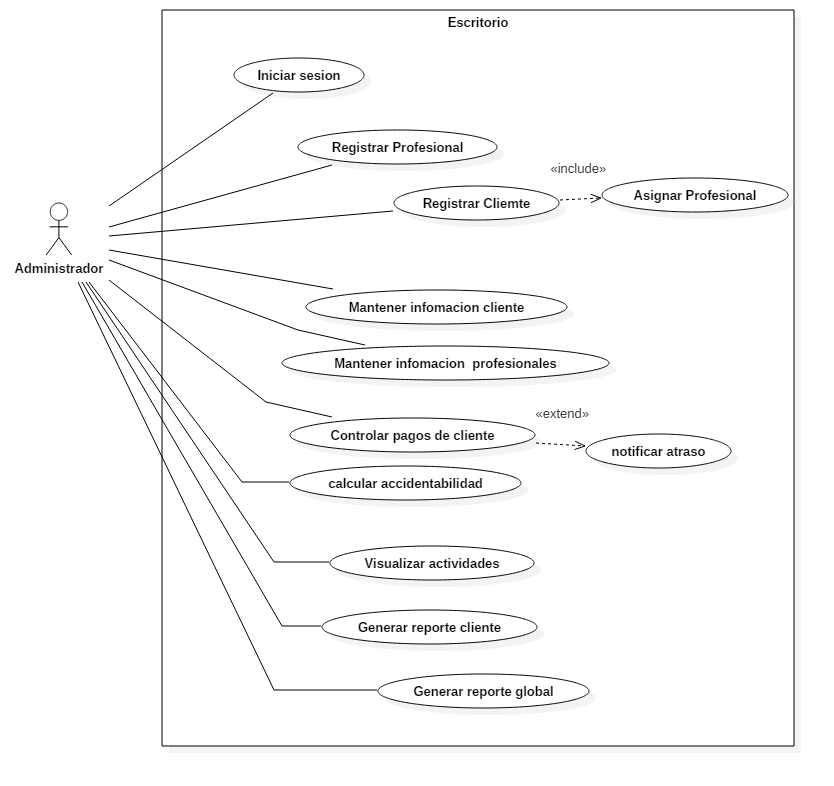 Escritorio
Iniciar sesion
Registrar Profesional
«include»
Registrar Cliemte
Asignar Profesional
Administrador
Mantener infomacion cliente
Mantener infomacion  profesionales
«extend»
Controlar pagos de cliente
notificar atraso
calcular accidentabilidad
Visualizar actividades
Generar reporte cliente
Generar reporte global